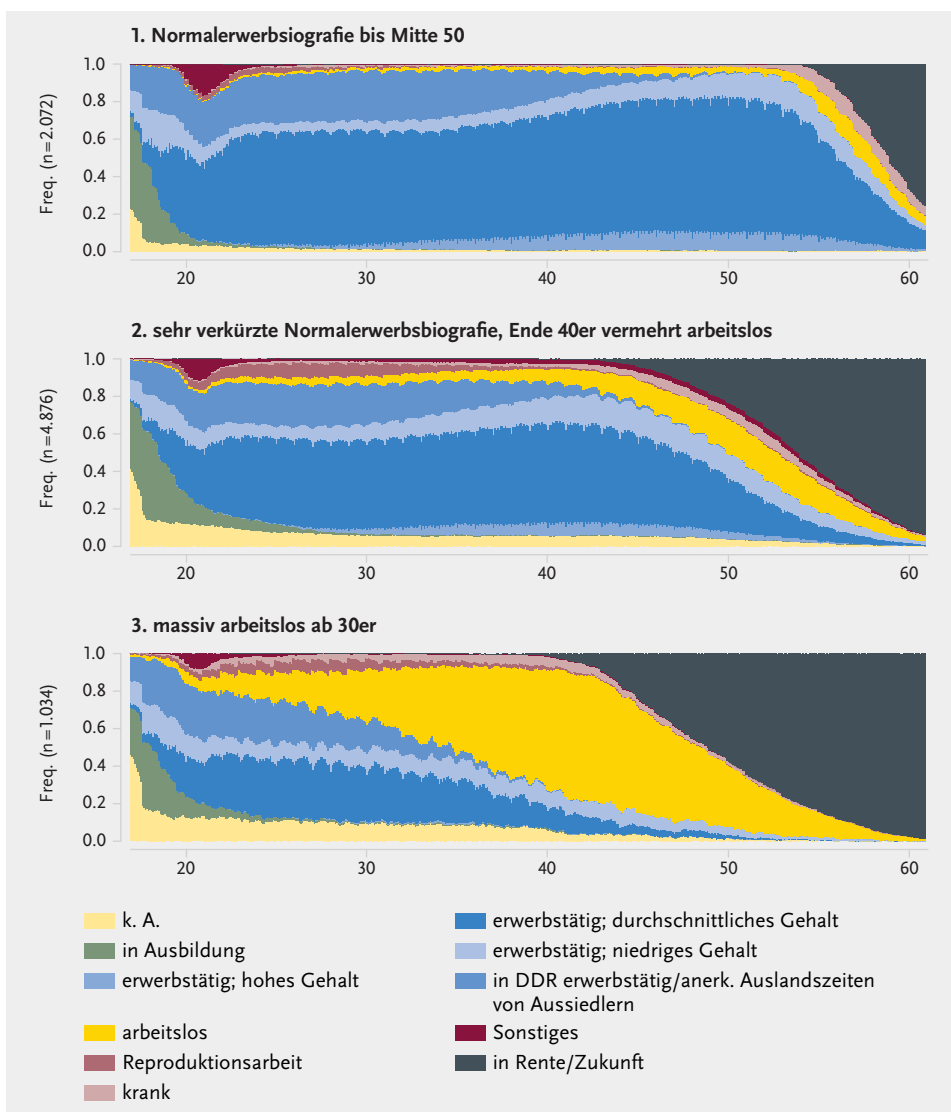 1. Normalerwerbsiografie bis Mitte 50
Freq. (n=2.072)
1.0
0.8
0.6
0.4
0.2
0.0
20 30 40 50 60
2. sehr verkürzte Normalerwerbsbiografie, Ende 40er vermehrt arbeitslos
Freq. (n=4.876)
1.0
0.8
0.6
0.4
0.2
0.0
20 30 40 50 60
3. massiv arbeitslos ab 30er
Freq. (n=1.034)
1.0
0.8
0.6
0.4
0.2
0.0
20 30 40 50 60
k. A.
in Ausbildung
erwerbstätig; hohes Gehalt
arbeitslos
Reproduktionsarbeit
krank
erwerbstätig; durchschnittliches Gehalt
erwerbstätig; niedriges Gehalt
in DDR erwerbstätig/anerk. Auslandszeiten
von Aussiedlern
Sonstiges
in Rente/Zukunft